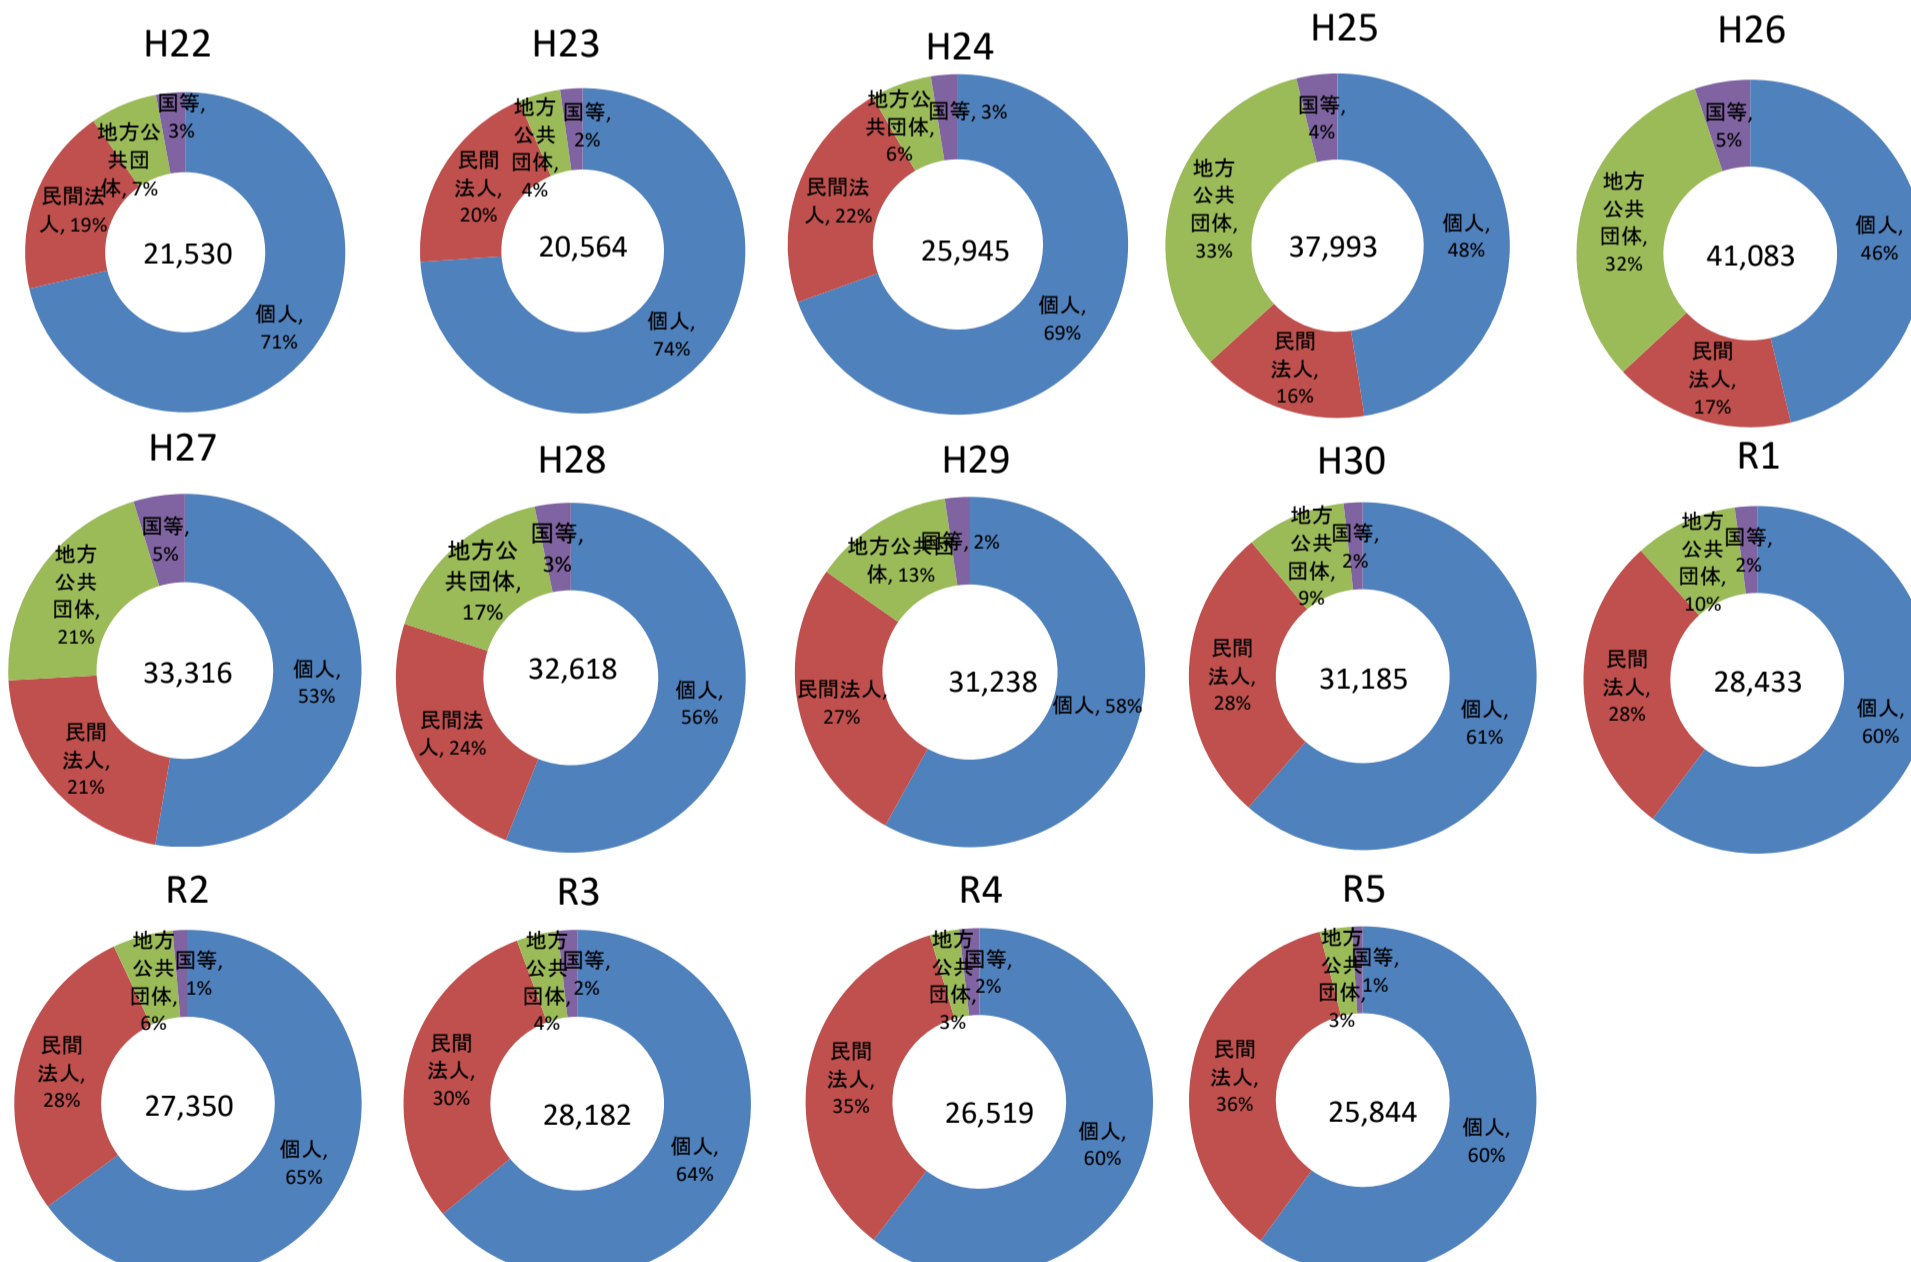 H22
国等,
3%
地方公
共団
体, 7%
民間法
人, 19%
21,530
個人,
71%
H23
国等,
2%
地方
公共
団体,
4%
民間
法人,
20%
20,564
個人,
74%
H24
国等, 3%
地方公
共団体,
6%
民間法
人, 22%
25,945
個人,
69%
H25
国等,
4%
地方
公共
団体,
33%
37,993
個人,
48%
民間
法人,
16%
H26
国等,
5%
地方
公共
団体,
32%
41,083
個人,
46%
民間
法人,
17%
H27
国等,
5%
地方
公共
団体,
21%
33,316
個人,
53%
民間
法人,
21%
H28
国等,
3%
地方公
共団体,
17%
32,618
個人,
56%
民間法
人, 24%
H29
国等, 2%
地方公共団
体, 13%
民間法人,
27%
31,238
個人, 58%
H30
国等,
2%
地方
公共
団体,
9%
民間
法人,
28%
31,185
個人,
61%
R1
国等,
2%
地方
公共
団体,
10%
民間
法人,
28%
28,433
個人,
60%
R2
国等,
1%
地方
公共
団体,
6%
民間
法人,
28%
27,350
個人,
65%
R3
国等,
2%
地方
公共
団体,
4%
民間
法人,
30%
28,182
個人,
64%
R4
国等,
2%
地方
公共
団体,
3%
民間
法人,
35%
26,519
個人,
60%
R5
国等,
1%
地方
公共
団体,
3%
民間
法人,
36%
25,844
個人,
60%